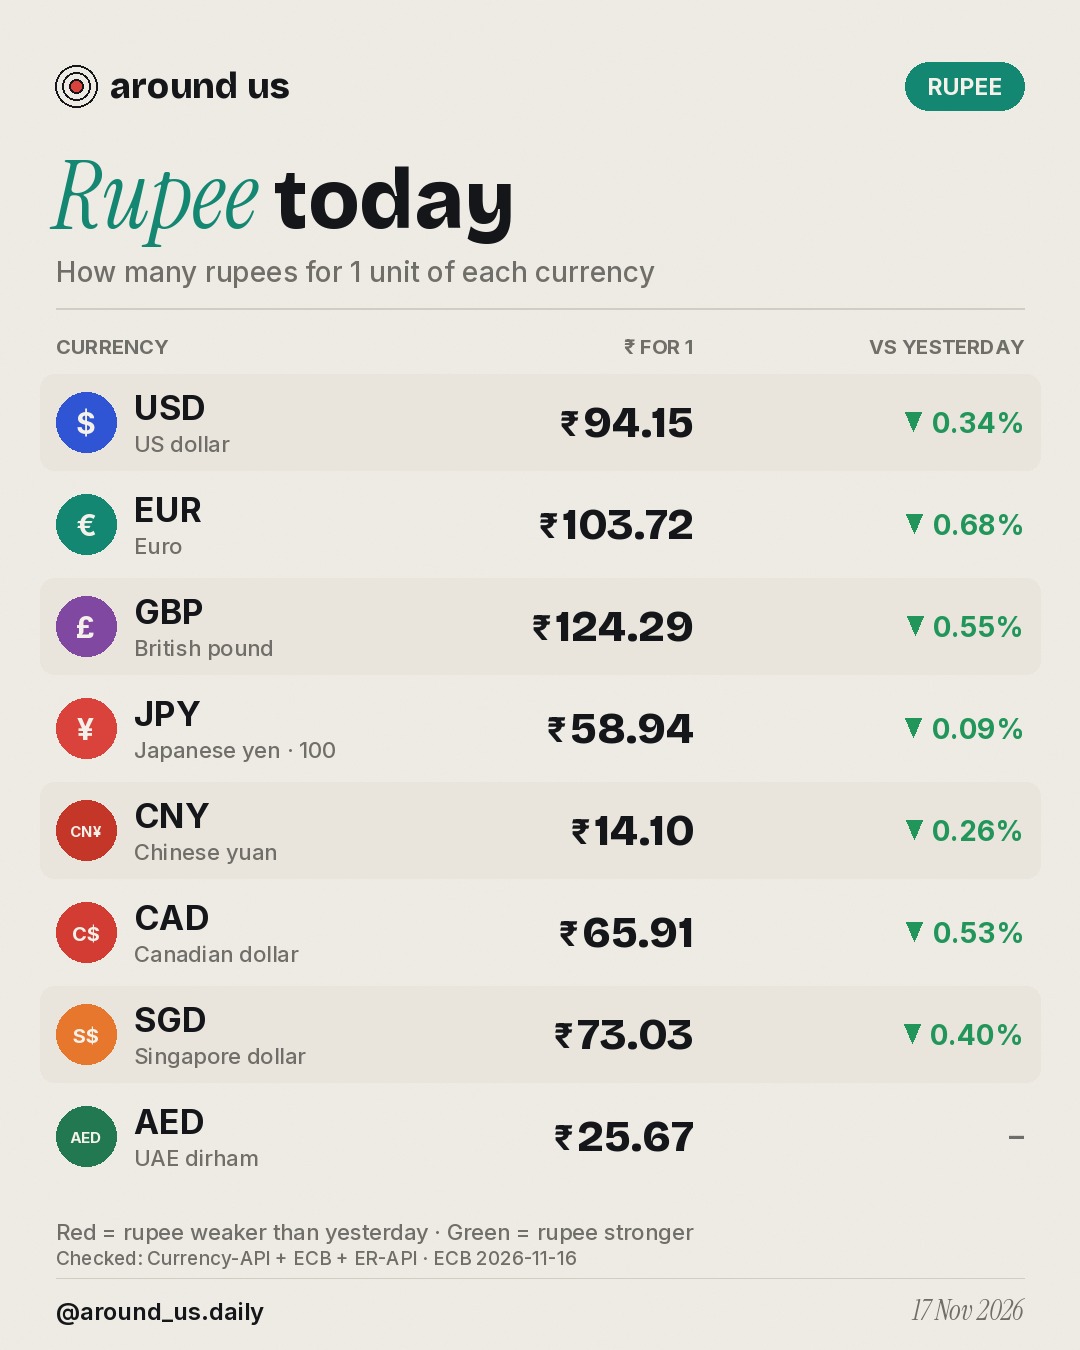 around us
RUPEE
Rupee today
How many rupees for 1 unit of each currency
CURRENCY ₹ FOR 1 VS YESTERDAY
$ USD ₹94.15 ▼ 0.34%
US dollar
€ EUR ₹103.72 ▼ 0.68%
Euro
£ GBP ₹124.29 ▼ 0.55%
British pound
¥ JPY ₹58.94 ▼ 0.09%
Japanese yen · 100
CN¥ CNY ₹14.10 ▼ 0.26%
Chinese yuan
C$ CAD ₹65.91 ▼ 0.53%
Canadian dollar
S$ SGD ₹73.03 ▼ 0.40%
Singapore dollar
AED AED ₹25.67 –
UAE dirham
Red = rupee weaker than yesterday · Green = rupee stronger
Checked: Currency-API + ECB + ER-API · ECB 2026-11-16
@around_us.daily 17 Nov 2026